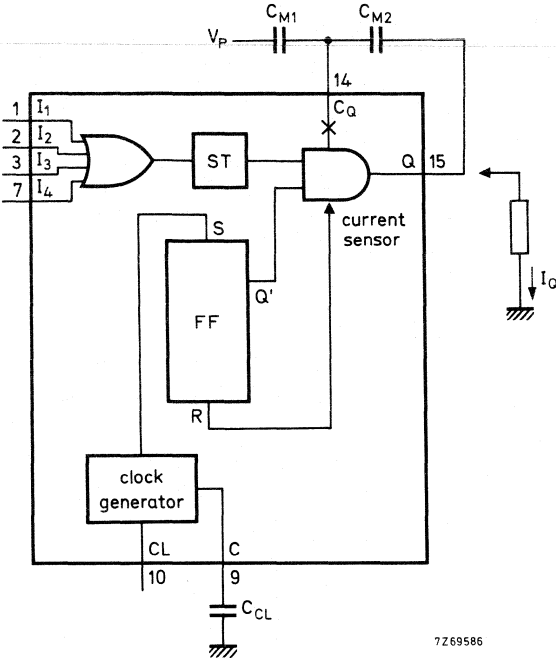 C_M1 C_M2
V_P
14
C_Q
1 I_1
2 I_2
3 I_3
7 I_4
ST
Q 15
current
sensor
S
Q'
FF
R
I_Q
clock
generator
CL C
10 9
C_CL
7Z69586